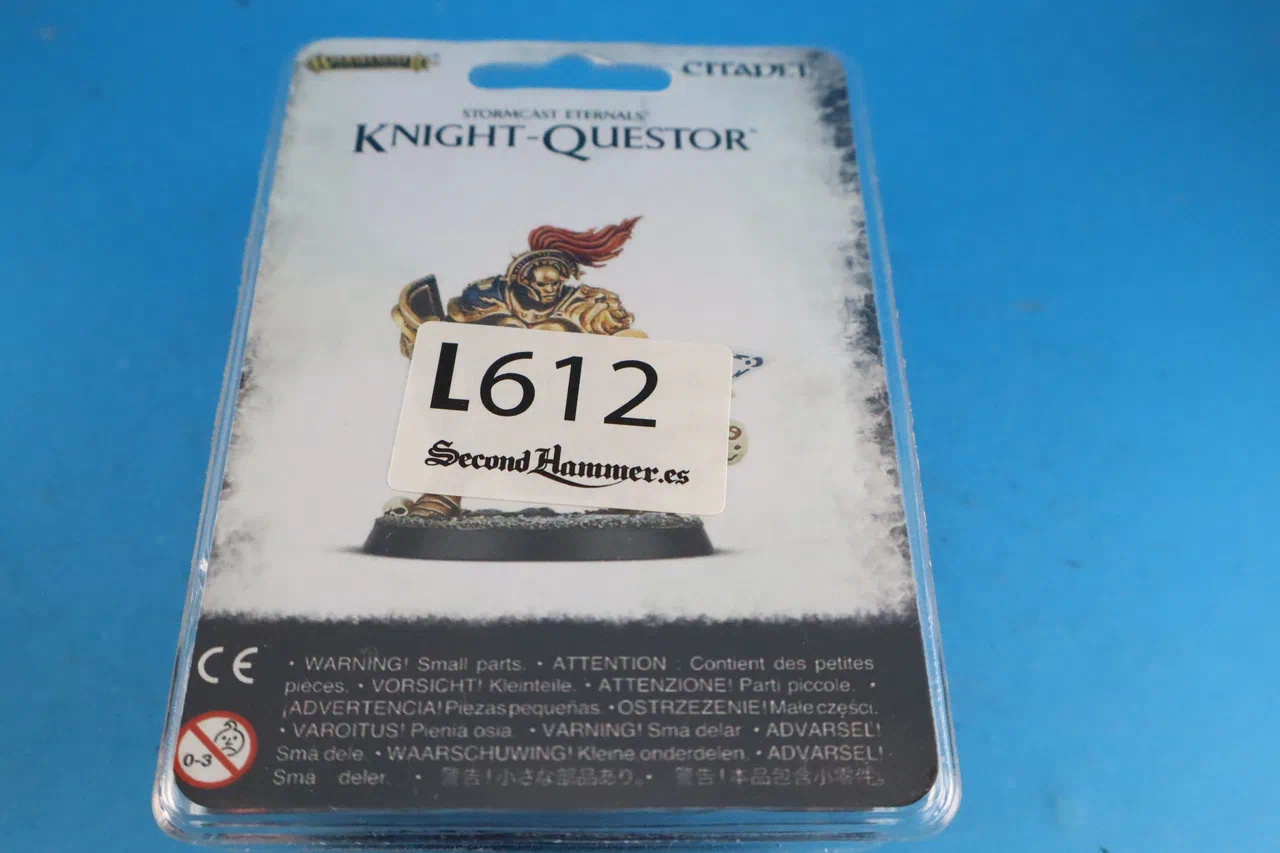 CITADEL
STORMCAST ETERNALS
KNIGHT-QUESTOR
L612
SecondHammer.es
CE
• WARNING! Small parts. • ATTENTION : Contient des petites
pièces. • VORSICHT! Kleinteile. • ATTENZIONE! Parti piccole. •
¡ADVERTENCIA! Piezas pequeñas. • OSTRZEŻENIE! Małe części.
• VAROITUS! Pieniä osia. • VARNING! Små delar • ADVARSEL!
Små dele. • WAARSCHUWING! Kleine onderdelen. • ADVARSEL!
0-3
Små deler. • 警告!小さな部品あり。• 警告!本品包含小零件。